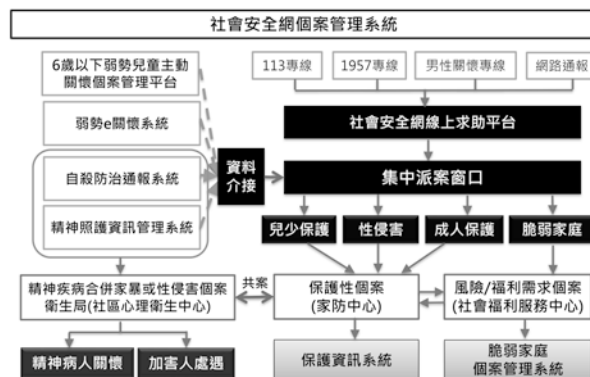 社會安全網個案管理系統
6歲以下弱勢兒童主動
關懷個案管理平台
弱勢e關懷系統
自殺防治通報系統
精神照護資訊管理系統
資料
介接
113專線
1957專線
男性關懷專線
網路通報
社會安全網線上求助平台
集中派案窗口
兒少保護
性侵害
成人保護
脆弱家庭
精神疾病合併家暴或性侵害個案
衛生局(社區心理衛生中心)
共案
保護性個案
(家防中心)
風險/福利需求個案
(社會福利服務中心)
精神病人關懷
加害人處遇
保護資訊系統
脆弱家庭
個案管理系統